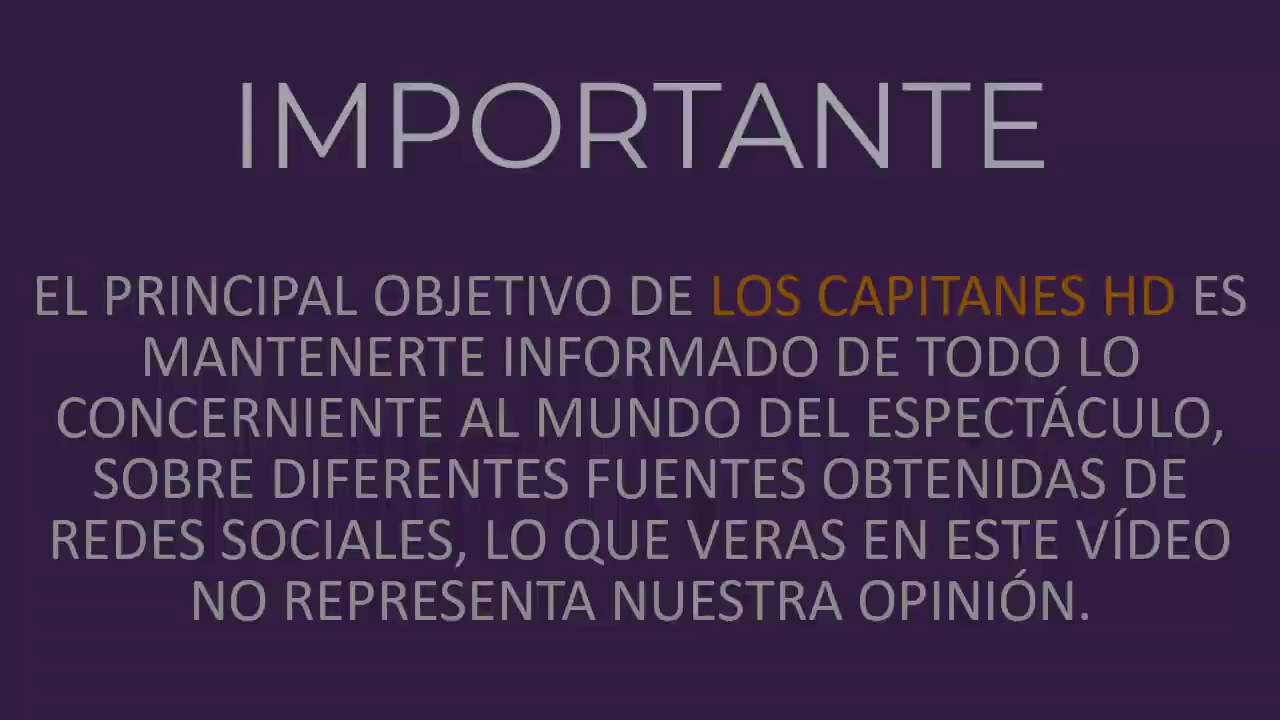 IMPORTANTE
EL PRINCIPAL OBJETIVO DE LOS CAPITANES HD ES
MANTENERTE INFORMADO DE TODO LO
CONCERNIENTE AL MUNDO DEL ESPECTÁCULO,
SOBRE DIFERENTES FUENTES OBTENIDAS DE
REDES SOCIALES, LO QUE VERAS EN ESTE VÍDEO
NO REPRESENTA NUESTRA OPINIÓN.